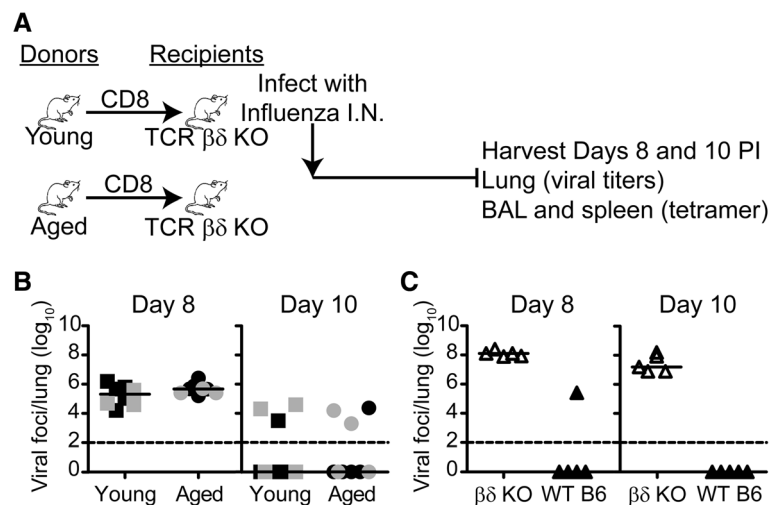 A
Donors Recipients
CD8
Young TCR βδ KO
Infect with
Influenza I.N.
CD8
Aged TCR βδ KO
Harvest Days 8 and 10 PI
Lung (viral titers)
BAL and spleen (tetramer)
B
Day 8 Day 10
Viral foci/lung (log10)
10
8
6
4
2
0
Young Aged Young Aged
C
Day 8 Day 10
Viral foci/lung (log10)
10
8
6
4
2
0
βδ KO WT B6 βδ KO WT B6